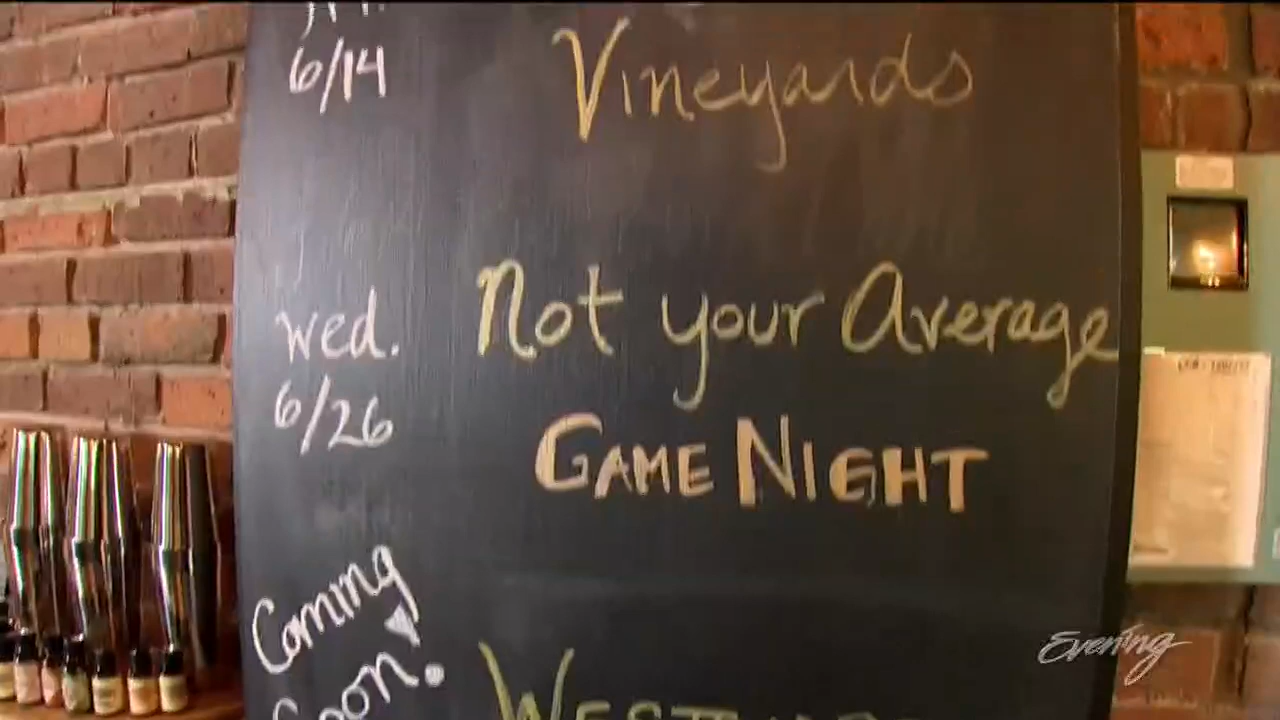 6/14
Vineyards
Wed.
6/26
Not your Average
GAME NIGHT
Coming
Soon!
Evening